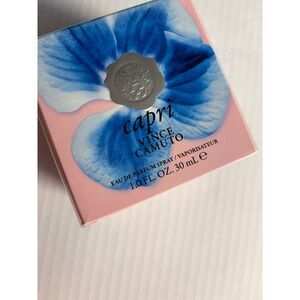 capri
VINCE
CAMUTO
EAU DE PARFUM SPRAY / VAPORISATEUR
1.0 FL. OZ. 30 mL ℮